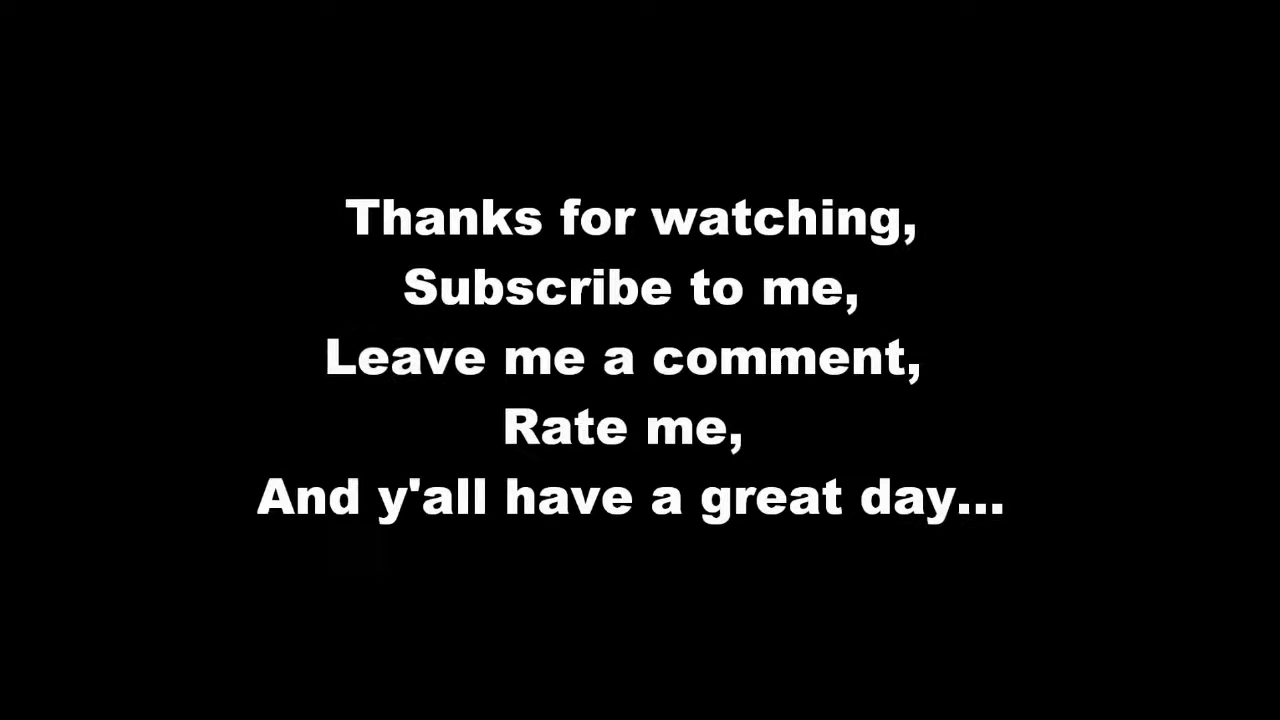 Thanks for watching,
Subscribe to me,
Leave me a comment,
Rate me,
And y'all have a great day...